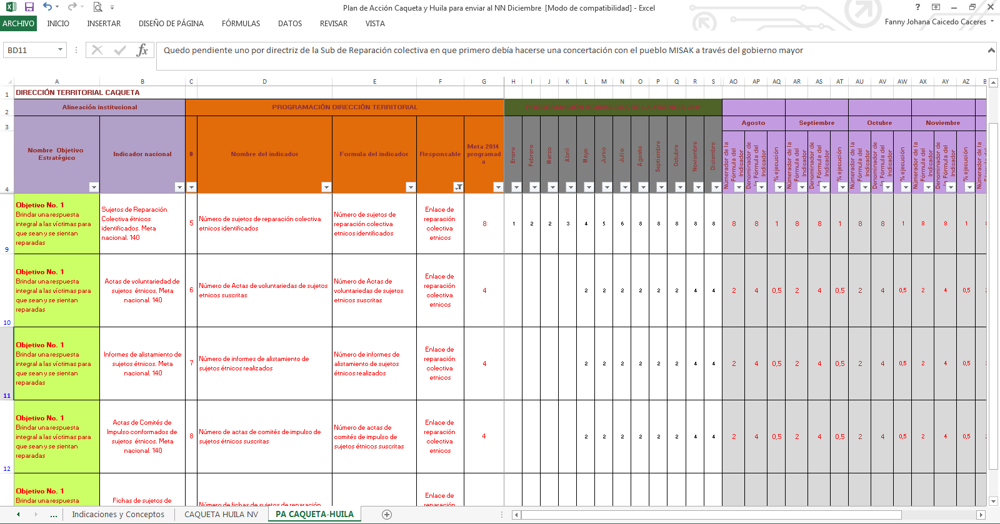 Plan de Acción Caqueta y Huila para enviar al NN Diciembre [Modo de compatibilidad] - Excel
ARCHIVO INICIO INSERTAR DISEÑO DE PÁGINA FÓRMULAS DATOS REVISAR VISTA Fanny Johana Caicedo Caceres
BD11 fx Quedo pendiente uno por directriz de la Sub de Reparación colectiva en que primero debía hacerse una concertación con el pueblo MISAK a través del gobierno mayor
A B C D E F G H I J K L M N O P Q R S AO AP AQ AR AS AT AU AV AW AX AY AZ
1 DIRECCIÓN TERRITORIAL CAQUETA
2 Alineación institucional PROGRAMACIÓN DIRECCIÓN TERRITORIAL PROGRAMACIÓN ACUMULADA DE LA VIGENCIA
3 Agosto Septiembre Octubre Noviembre
4
Nombre Objetivo
Estratégico
Indicador nacional
#
Nombre del indicador
Formula del indicador
Responsable
Meta 2014
programad
a
Enero Febrero Marzo Abril Mayo Junio Julio Agosto Septiembre Octubre Noviembre Diciembre
Númerador de la
Fórmula del
Indicador
Denominador de
la Fórmula del
Indicador
% ejecución
Númerador de la
Fórmula del
Indicador
Denominador de
la Fórmula del
Indicador
% ejecución
Númerador de la
Fórmula del
Indicador
Denominador de
la Fórmula del
Indicador
% ejecución
Númerador de la
Fórmula del
Indicador
Denominador de
la Fórmula del
Indicador
% ejecución
9
Objetivo No. 1
Brindar una respuesta
integral a las víctimas para
que sean y se sientan
reparadas
Sujetos de Reparación
Colectiva étnicos
identificados. Meta
nacional. 140
5
Número de sujetos de reparación colectiva
etnicos identificados
Número de sujetos de
reparación colectiva
etnicos identificados
Enlace de
reparación
colectiva
etnicos
8 1 2 2 3 4 5 6 8 8 8 8 8 8 8 1 8 8 1 8 8 1 8 8 1
10
Objetivo No. 1
Brindar una respuesta
integral a las víctimas para
que sean y se sientan
reparadas
Actas de voluntariedad de
sujetos étnicos. Meta
nacional. 140
6
Número de Actas de voluntariedas de sujetos
etnicos suscritas
Número de Actas de
voluntariedas de sujetos
etnicos suscritas
Enlace de
reparación
colectiva
etnicos
4 2 2 2 2 2 2 4 4 2 4 0,5 2 4 0,5 2 4 0,5 2 4 0,5
11
Objetivo No. 1
Brindar una respuesta
integral a las víctimas para
que sean y se sientan
reparadas
Informes de alistamiento de
sujetos étnicos. Meta
nacional. 140
7
Número de informes de alistamiento de
sujetos étnicos realizados
Número de informes de
alistamiento de sujetos
étnicos realizados
Enlace de
reparación
colectiva
etnicos
4 2 2 2 2 2 2 4 4 2 4 0,5 2 4 0,5 2 4 0,5 2 4 0,5
12
Objetivo No. 1
Brindar una respuesta
integral a las víctimas para
que sean y se sientan
reparadas
Actas de Comités de
Impulso conformados de
sujetos étnicos. Meta
nacional. 140
8
Número de actas de comités de impulso de
sujetos étnicos suscritas
Número de actas de
comités de impulso de
sujetos étnicos suscritas
Enlace de
reparación
colectiva
etnicos
4 2 2 2 2 2 2 4 4 2 4 0,5 2 4 0,5 2 4 0,5 2 4 0,5
Objetivo No. 1
Brindar una respuesta
Fichas de sujetos de
Número de fichas de sujetos de reparación
Enlace de
reparación
... Indicaciones y Conceptos CAQUETA HUILA NV PA CAQUETA-HUILA